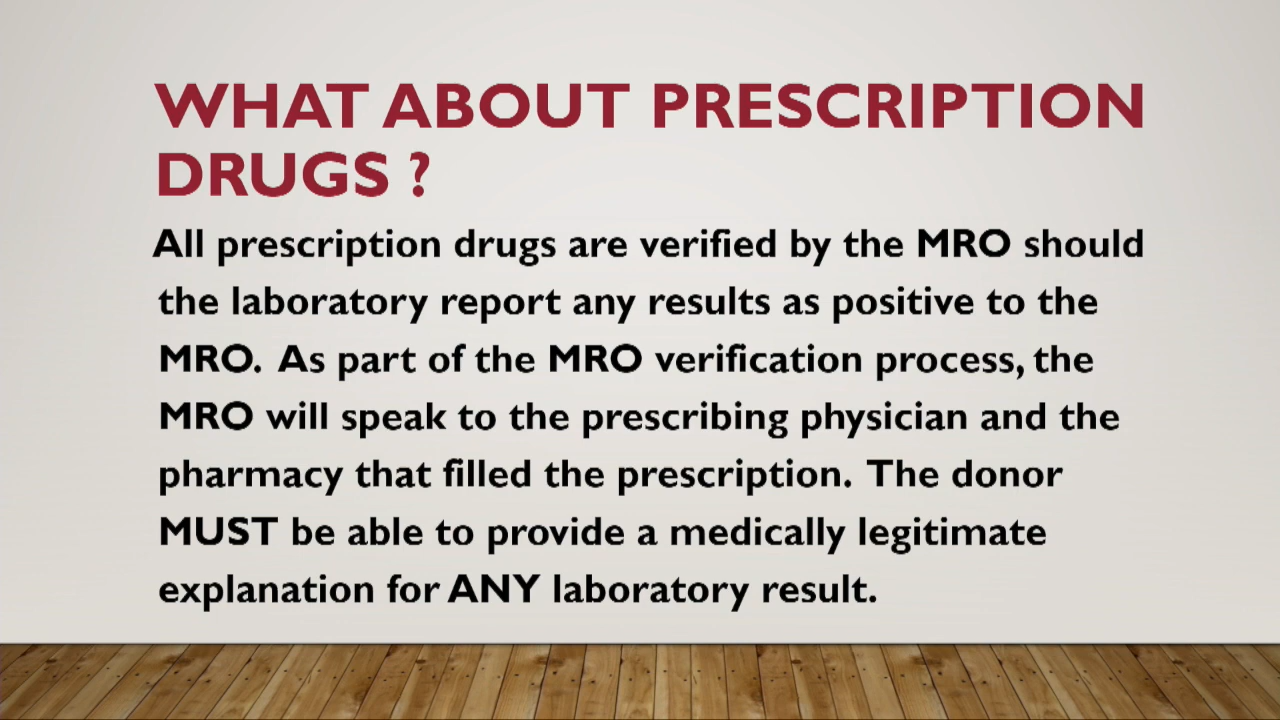 WHAT ABOUT PRESCRIPTION
DRUGS ?
All prescription drugs are verified by the MRO should
the laboratory report any results as positive to the
MRO. As part of the MRO verification process, the
MRO will speak to the prescribing physician and the
pharmacy that filled the prescription. The donor
MUST be able to provide a medically legitimate
explanation for ANY laboratory result.